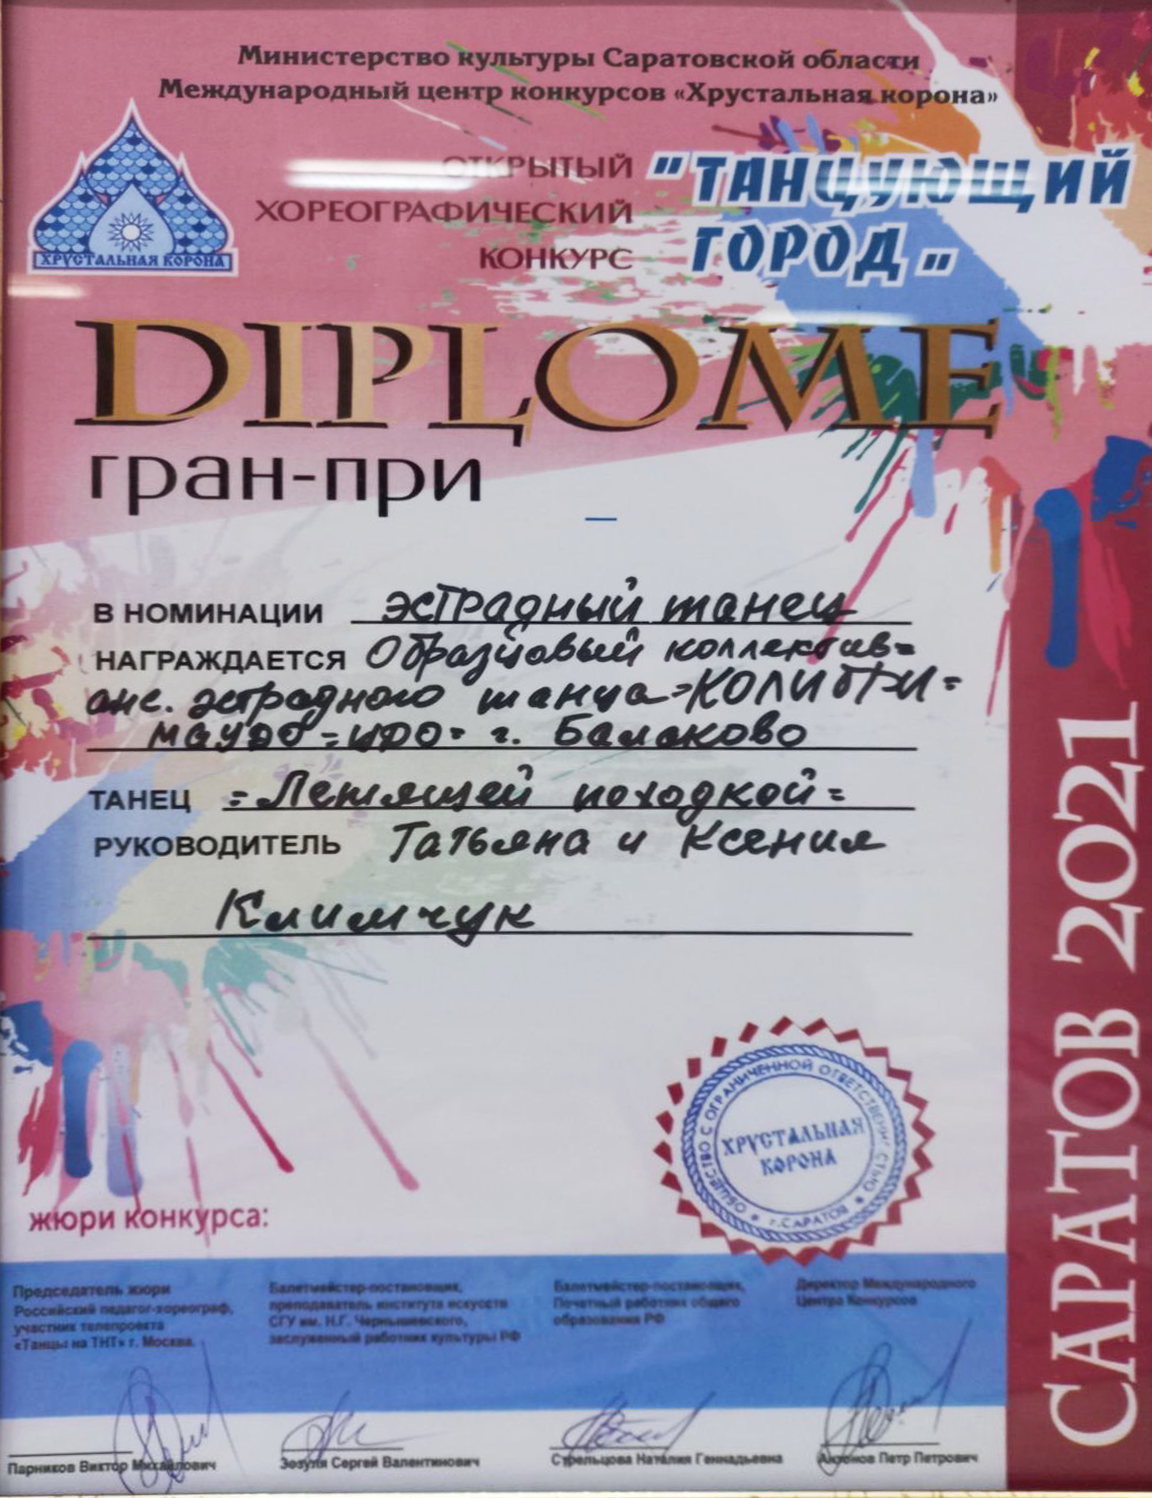 Министерство культуры Саратовской области
Международный центр конкурсов «Хрустальная корона»
ХРУСТАЛЬНАЯ КОРОНА
ОТКРЫТЫЙ
ХОРЕОГРАФИЧЕСКИЙ
КОНКУРС
"ТАНЦУЮЩИЙ
ГОРОД"
DIPLOME
гран-при
В НОМИНАЦИИ эстрадный танец
НАГРАЖДАЕТСЯ Образцовый коллектив=
анс. эстрадного танца =КОЛИБРИ=
МАУДО =ЦДО= г. Балаково
ТАНЕЦ =Летящей походкой=
РУКОВОДИТЕЛЬ Татьяна и Ксения
Климчук
САРАТОВ 2021
ОБЩЕСТВО С ОГРАНИЧЕННОЙ ОТВЕТСТВЕННОСТЬЮ
ХРУСТАЛЬНАЯ
КОРОНА
г.САРАТОВ
жюри конкурса:
Председатель жюри
Российский педагог-хореограф,
участник телепроекта
«Танцы на ТНТ» г. Москва.
Балетмейстер-постановщик,
преподаватель института искусств
СГУ им. Н.Г. Чернышевского,
заслуженный работник культуры РФ
Балетмейстер-постановщик,
Почетный работник общего
образования РФ
Директор Международного
Центра Конкурсов
Парников Виктор Михайлович
Зозуля Сергей Валентинович
Стрельцова Наталия Геннадьевна
Антонов Петр Петрович